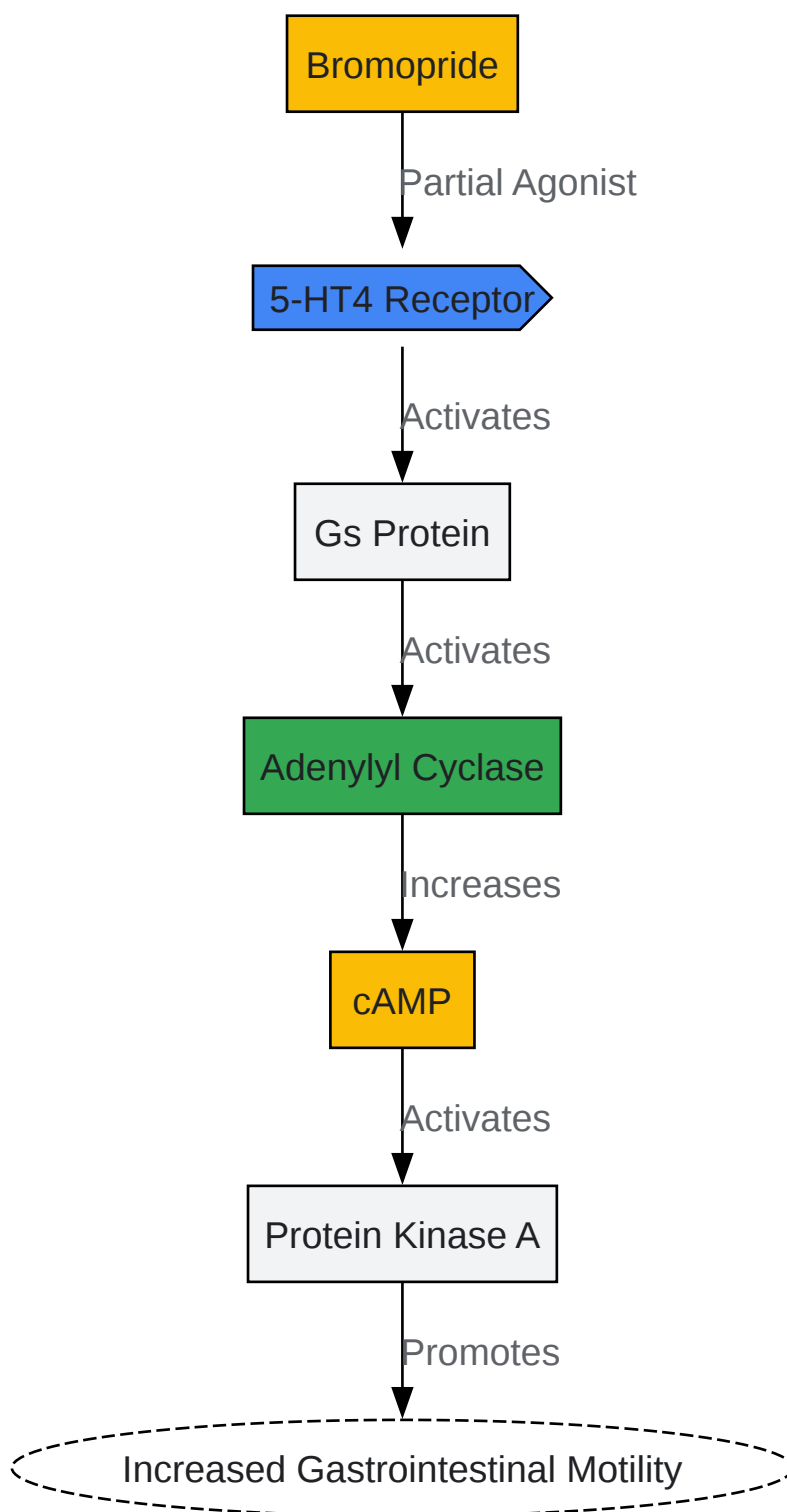 Bromopride
Partial Agonist
5-HT4 Receptor
Activates
Gs Protein
Activates
Adenylyl Cyclase
Increases
cAMP
Activates
Protein Kinase A
Promotes
Increased Gastrointestinal Motility